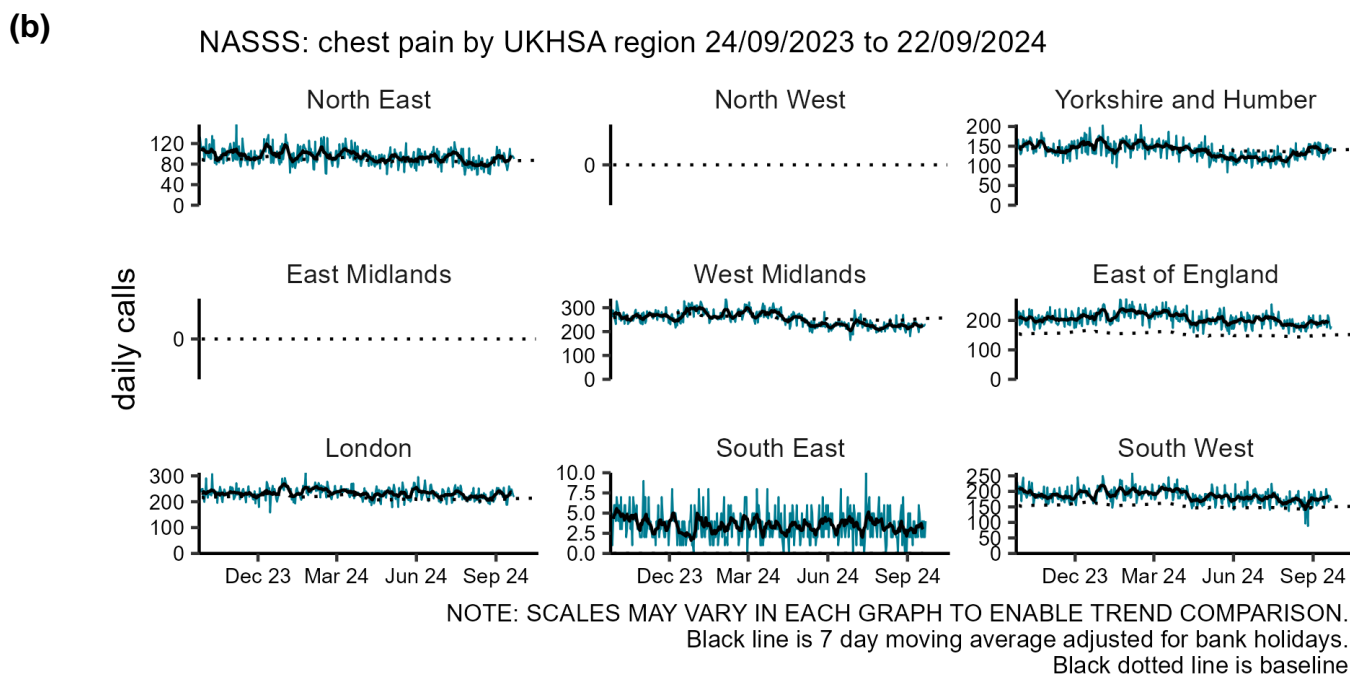 (b)
NASSS: chest pain by UKHSA region 24/09/2023 to 22/09/2024
North East
120
80
40
0
North West
0
Yorkshire and Humber
200
150
100
50
0
daily calls
East Midlands
0
West Midlands
300
200
100
0
East of England
200
100
0
London
300
200
100
0
Dec 23 Mar 24 Jun 24 Sep 24
South East
10.0
7.5
5.0
2.5
0.0
Dec 23 Mar 24 Jun 24 Sep 24
South West
250
200
150
100
50
0
Dec 23 Mar 24 Jun 24 Sep 24
NOTE: SCALES MAY VARY IN EACH GRAPH TO ENABLE TREND COMPARISON.
Black line is 7 day moving average adjusted for bank holidays.
Black dotted line is baseline